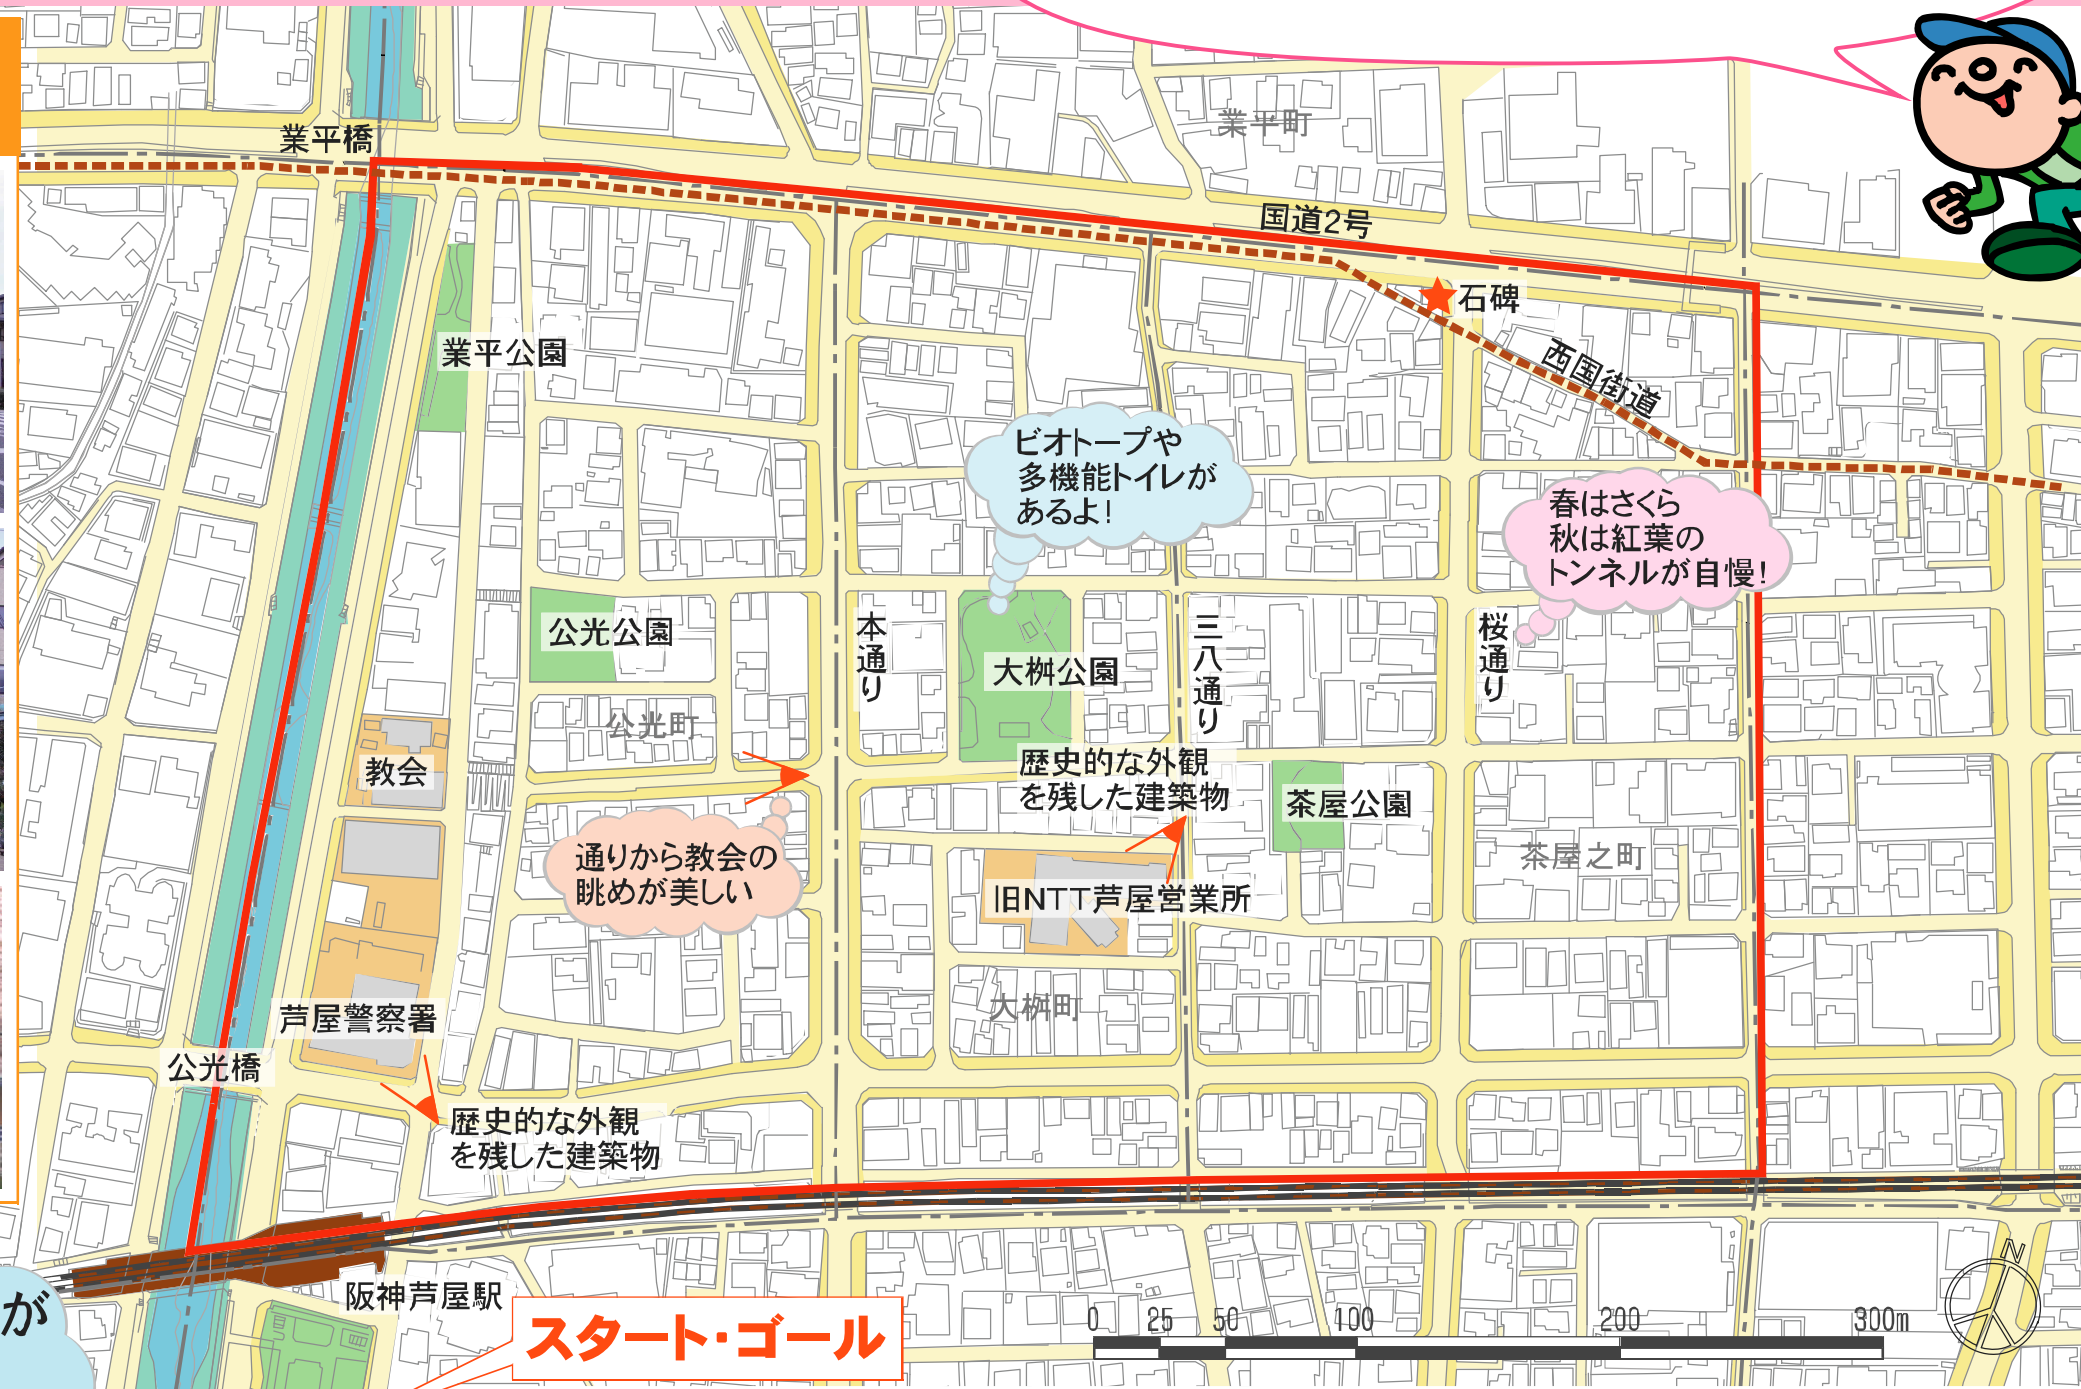 業平橋
業平町
国道2号
石碑
西国街道
業平公園
ビオトープや
多機能トイレが
あるよ!
春はさくら
秋は紅葉の
トンネルが自慢!
公光公園
本通り
大桝公園
三八通り
桜通り
公光町
教会
歴史的な外観
を残した建築物
茶屋公園
通りから教会の
眺めが美しい
茶屋之町
旧NTT芦屋営業所
大桝町
芦屋警察署
公光橋
歴史的な外観
を残した建築物
阪神芦屋駅
が
スタート・ゴール
0 25 50 100 200 300m
N